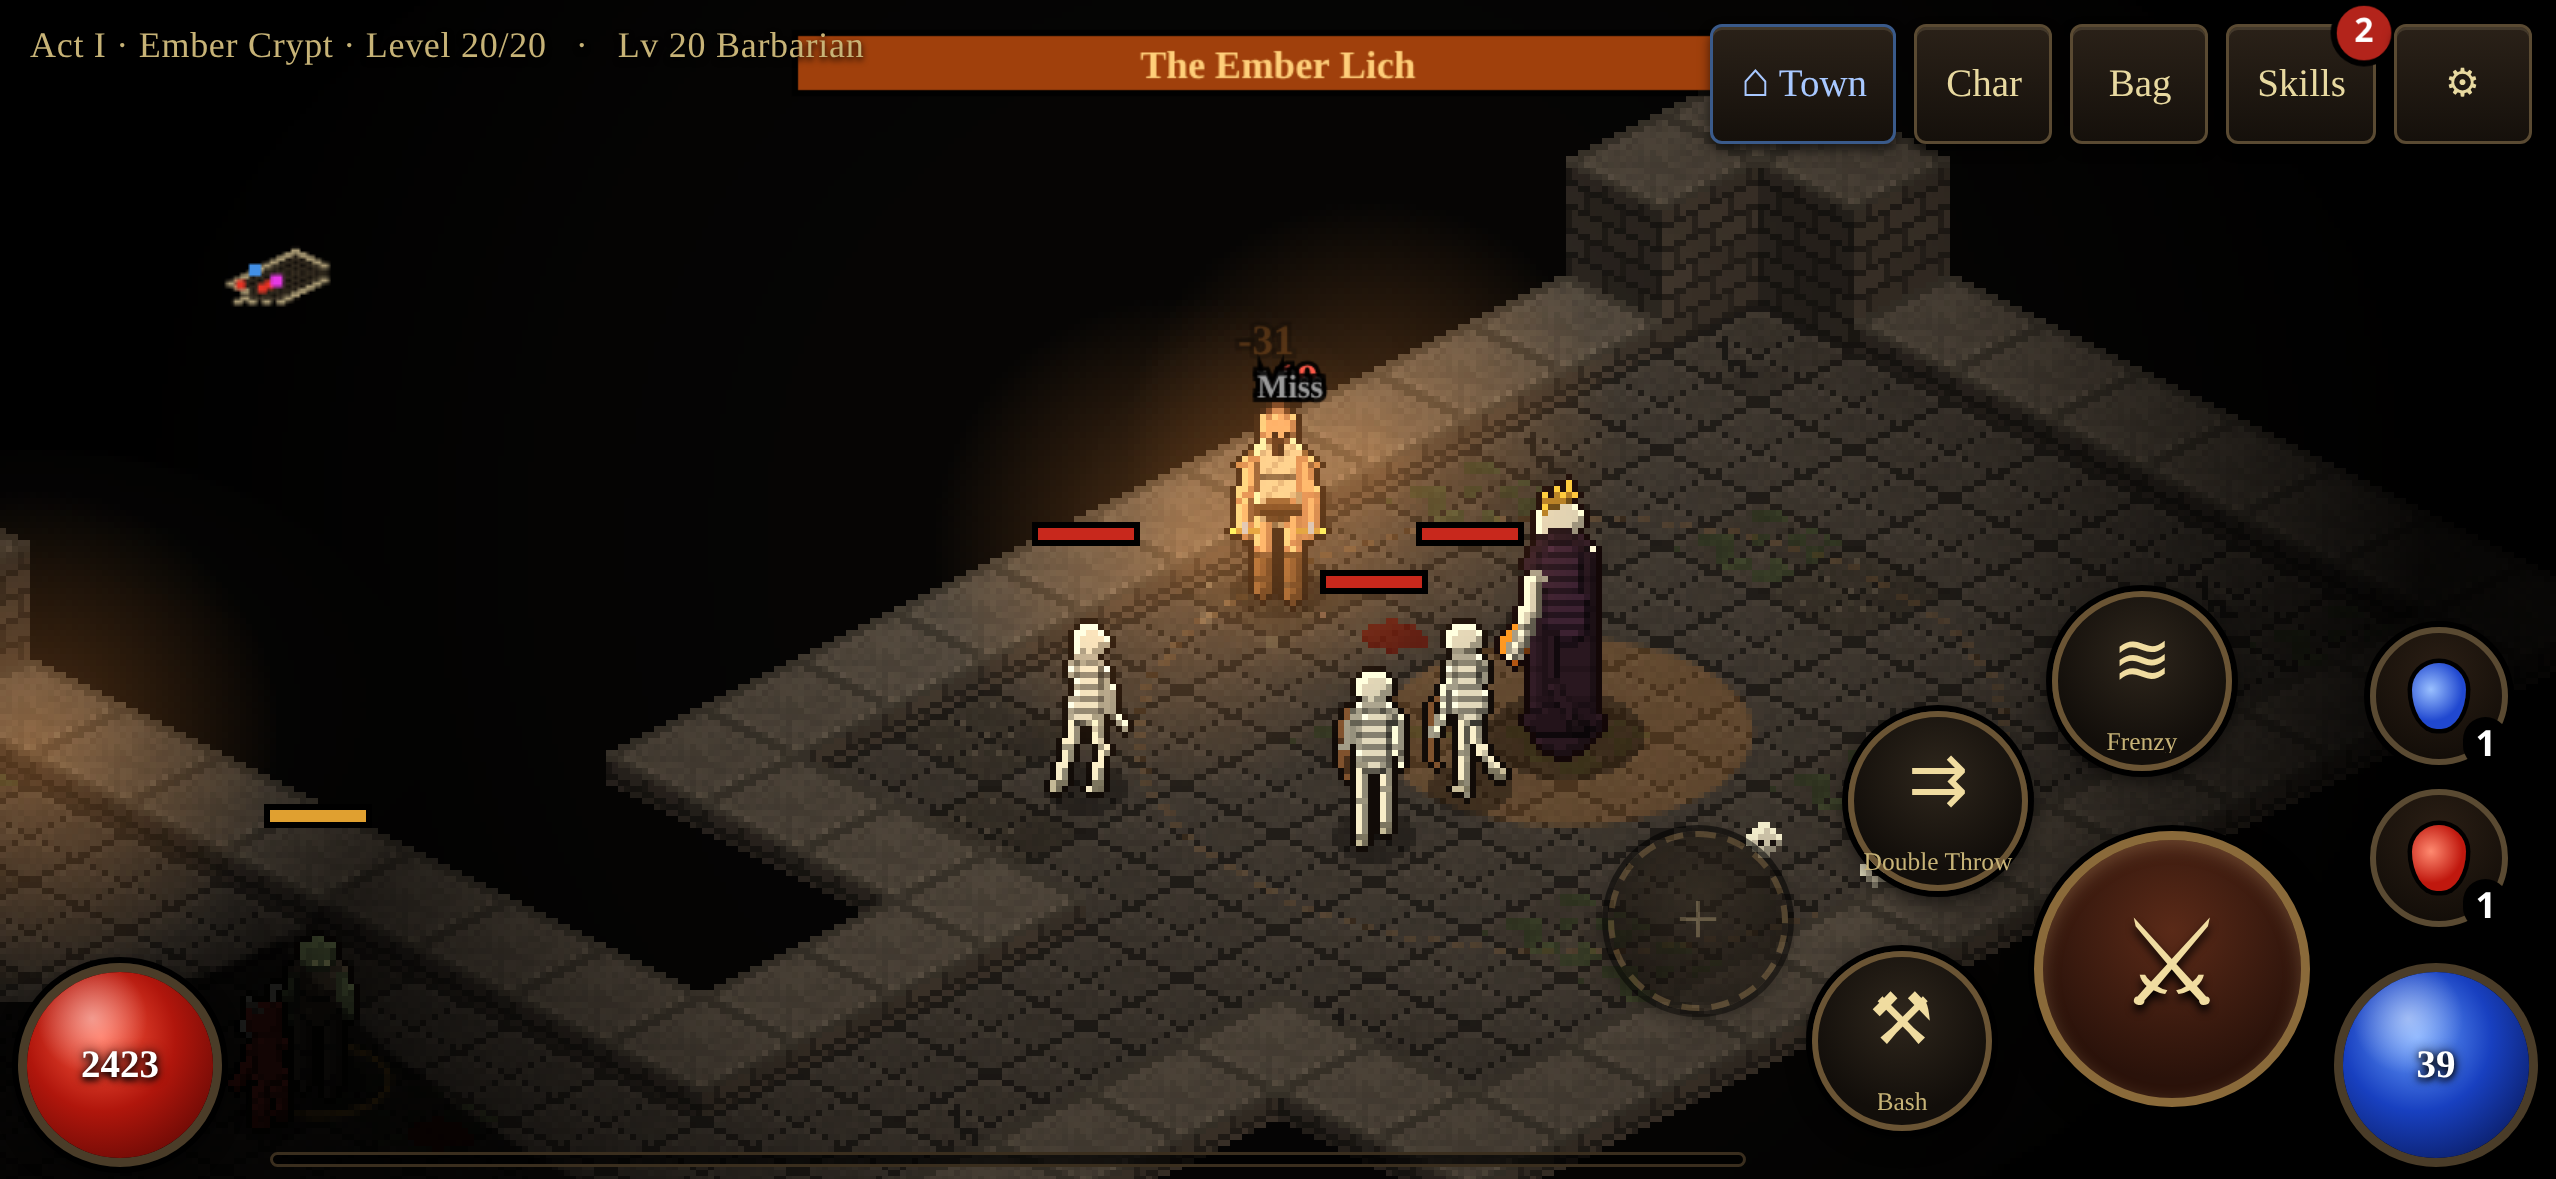 Act I · Ember Crypt · Level 20/20 · Lv 20 Barbarian
The Ember Lich
⌂ Town
Char
Bag
Skills
2
-31
Miss
Frenzy
Double Throw
Bash
1
1
2423
39